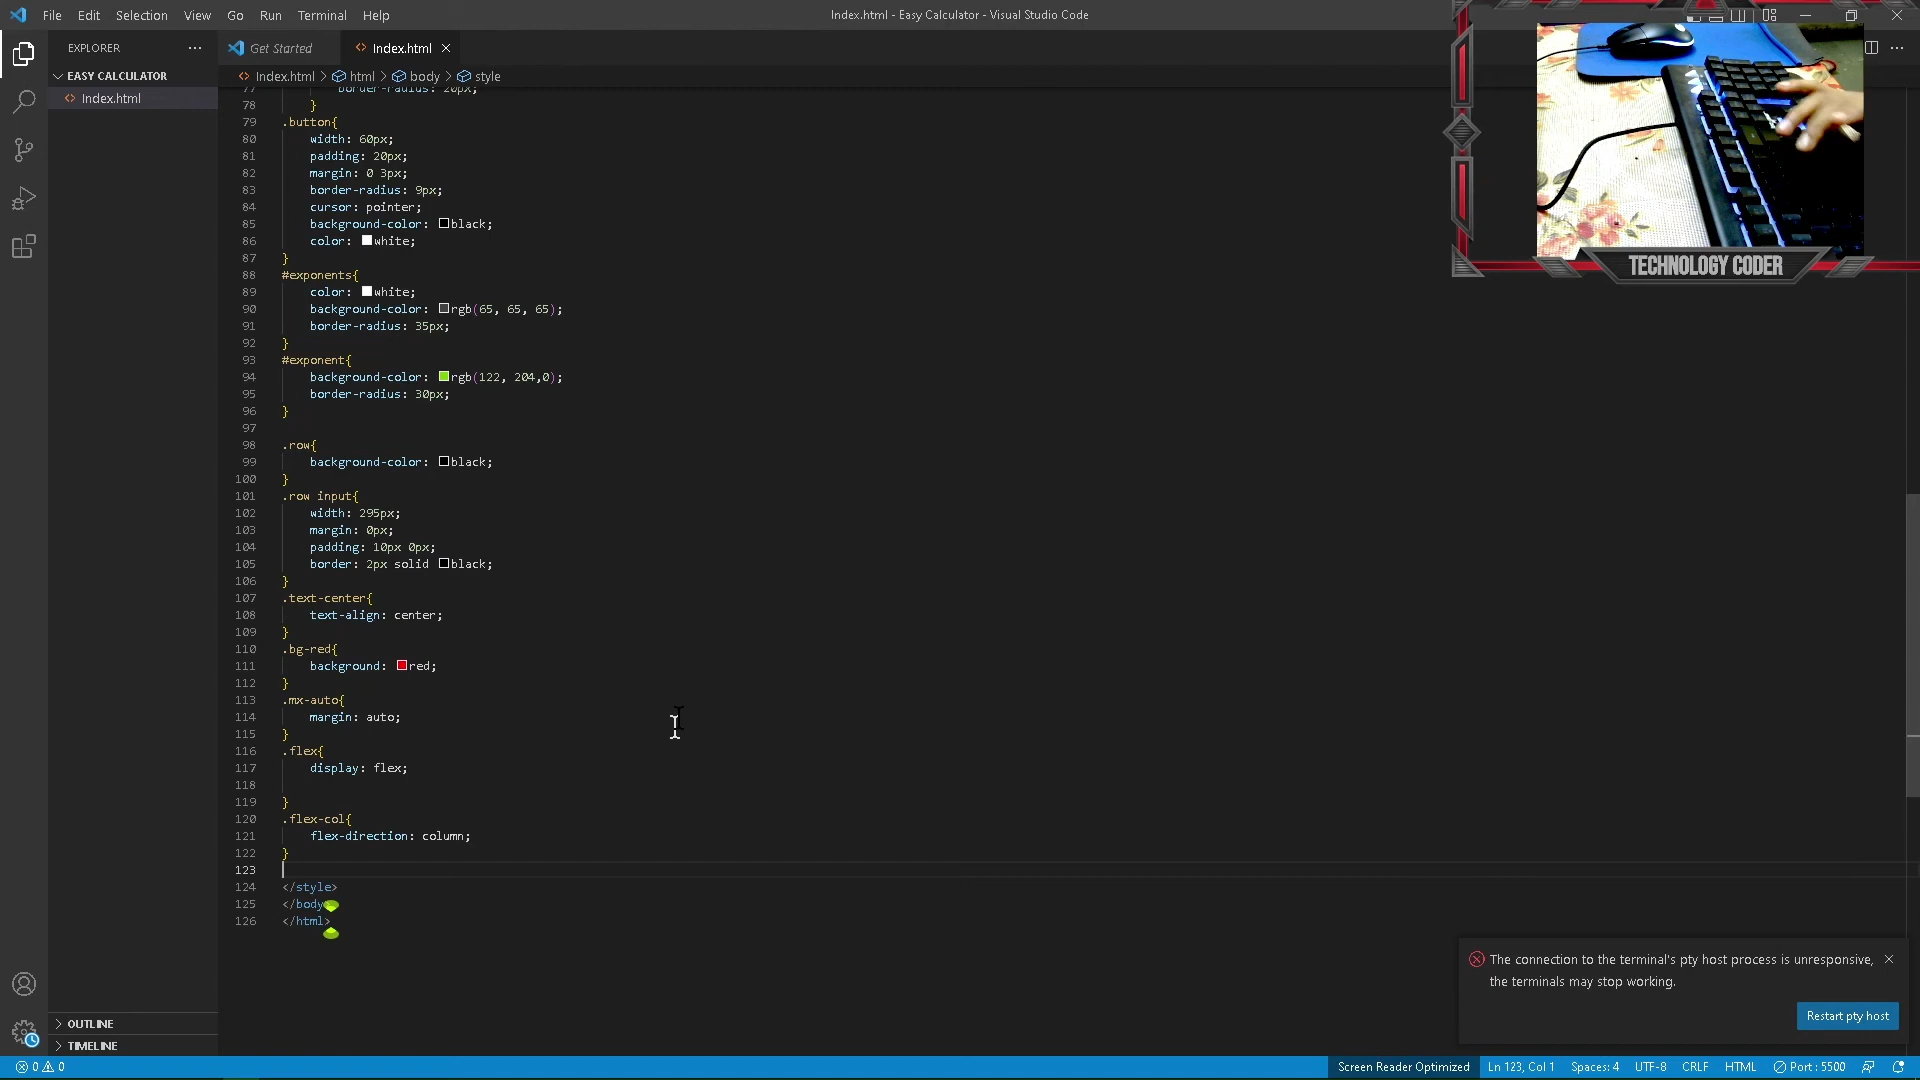 File Edit Selection View Go Run Terminal Help
Index.html - Easy Calculator - Visual Studio Code
EXPLORER
Get Started
Index.html
EASY CALCULATOR
Index.html > html > body > style
Index.html
77 border-radius: 20px;
78 }
79 .button{
80 width: 60px;
81 padding: 20px;
82 margin: 0 3px;
83 border-radius: 9px;
84 cursor: pointer;
85 background-color: black;
86 color: white;
87 }
88 #exponents{
89 color: white;
90 background-color: rgb(65, 65, 65);
91 border-radius: 35px;
92 }
93 #exponent{
94 background-color: rgb(122, 204,0);
95 border-radius: 30px;
96 }
97
98 .row{
99 background-color: black;
100 }
101 .row input{
102 width: 295px;
103 margin: 0px;
104 padding: 10px 0px;
105 border: 2px solid black;
106 }
107 .text-center{
108 text-align: center;
109 }
110 .bg-red{
111 background: red;
112 }
113 .mx-auto{
114 margin: auto;
115 }
116 .flex{
117 display: flex;
118
119 }
120 .flex-col{
121 flex-direction: column;
122 }
123
124 </style>
125 </body
126 </html>
TECHNOLOGY CODER
The connection to the terminal's pty host process is unresponsive,
the terminals may stop working.
Restart pty host
OUTLINE
TIMELINE
0 0
Screen Reader Optimized Ln 123, Col 1 Spaces: 4 UTF-8 CRLF HTML Port : 5500